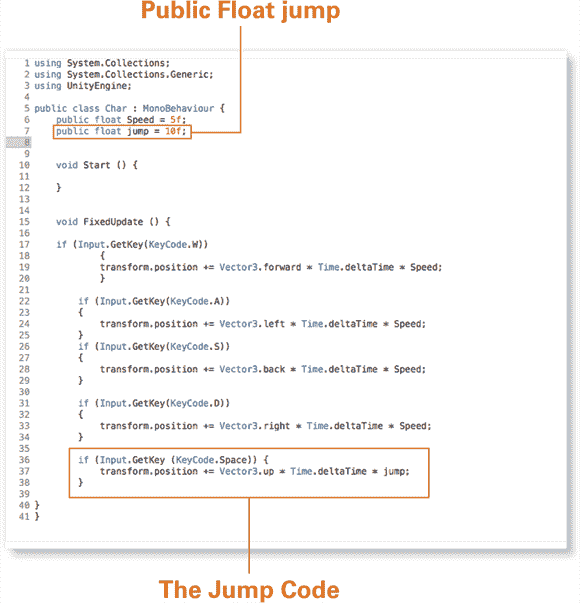 Public Float jump
1 using System.Collections;
2 using System.Collections.Generic;
3 using UnityEngine;
4
5 public class Char : MonoBehaviour {
6 public float Speed = 5f;
7 public float jump = 10f;
8
9
10 void Start () {
11
12 }
13
14
15 void FixedUpdate () {
16
17 if (Input.GetKey(KeyCode.W))
18 {
19 transform.position += Vector3.forward * Time.deltaTime * Speed;
20 }
21
22 if (Input.GetKey(KeyCode.A))
23 {
24 transform.position += Vector3.left * Time.deltaTime * Speed;
25 }
26 if (Input.GetKey(KeyCode.S))
27 {
28 transform.position += Vector3.back * Time.deltaTime * Speed;
29 }
30
31 if (Input.GetKey(KeyCode.D))
32 {
33 transform.position += Vector3.right * Time.deltaTime * Speed;
34 }
35
36 if (Input.GetKey (KeyCode.Space)) {
37 transform.position += Vector3.up * Time.deltaTime * jump;
38 }
39
40 }
41 }
The Jump Code